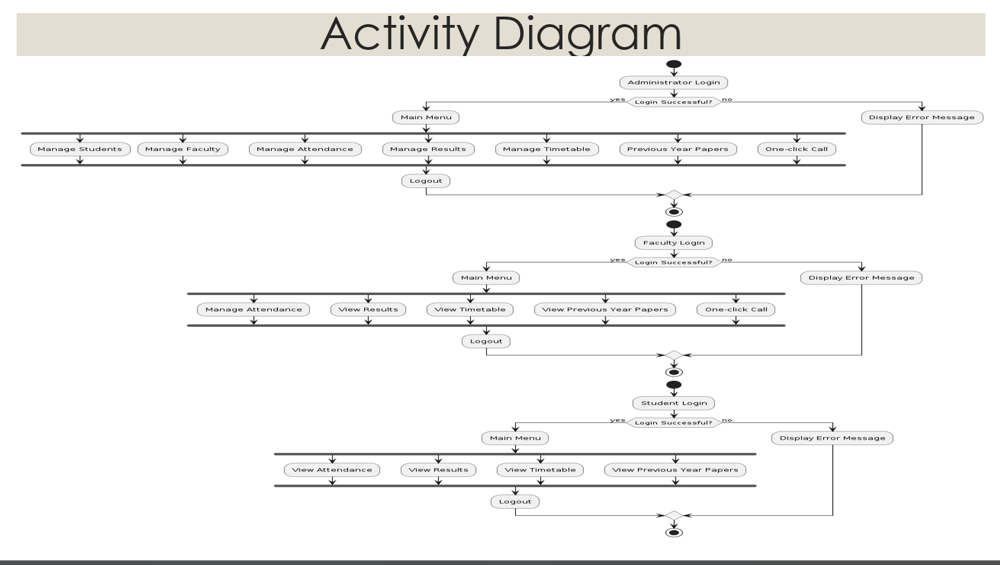 Activity Diagram
Administrator Login
yes Login Successful? no
Main Menu Display Error Message
Manage Students Manage Faculty Manage Attendance Manage Results Manage Timetable Previous Year Papers One-click Call
Logout
Faculty Login
yes Login Successful? no
Main Menu Display Error Message
Manage Attendance View Results View Timetable View Previous Year Papers One-click Call
Logout
Student Login
yes Login Successful? no
Main Menu Display Error Message
View Attendance View Results View Timetable View Previous Year Papers
Logout